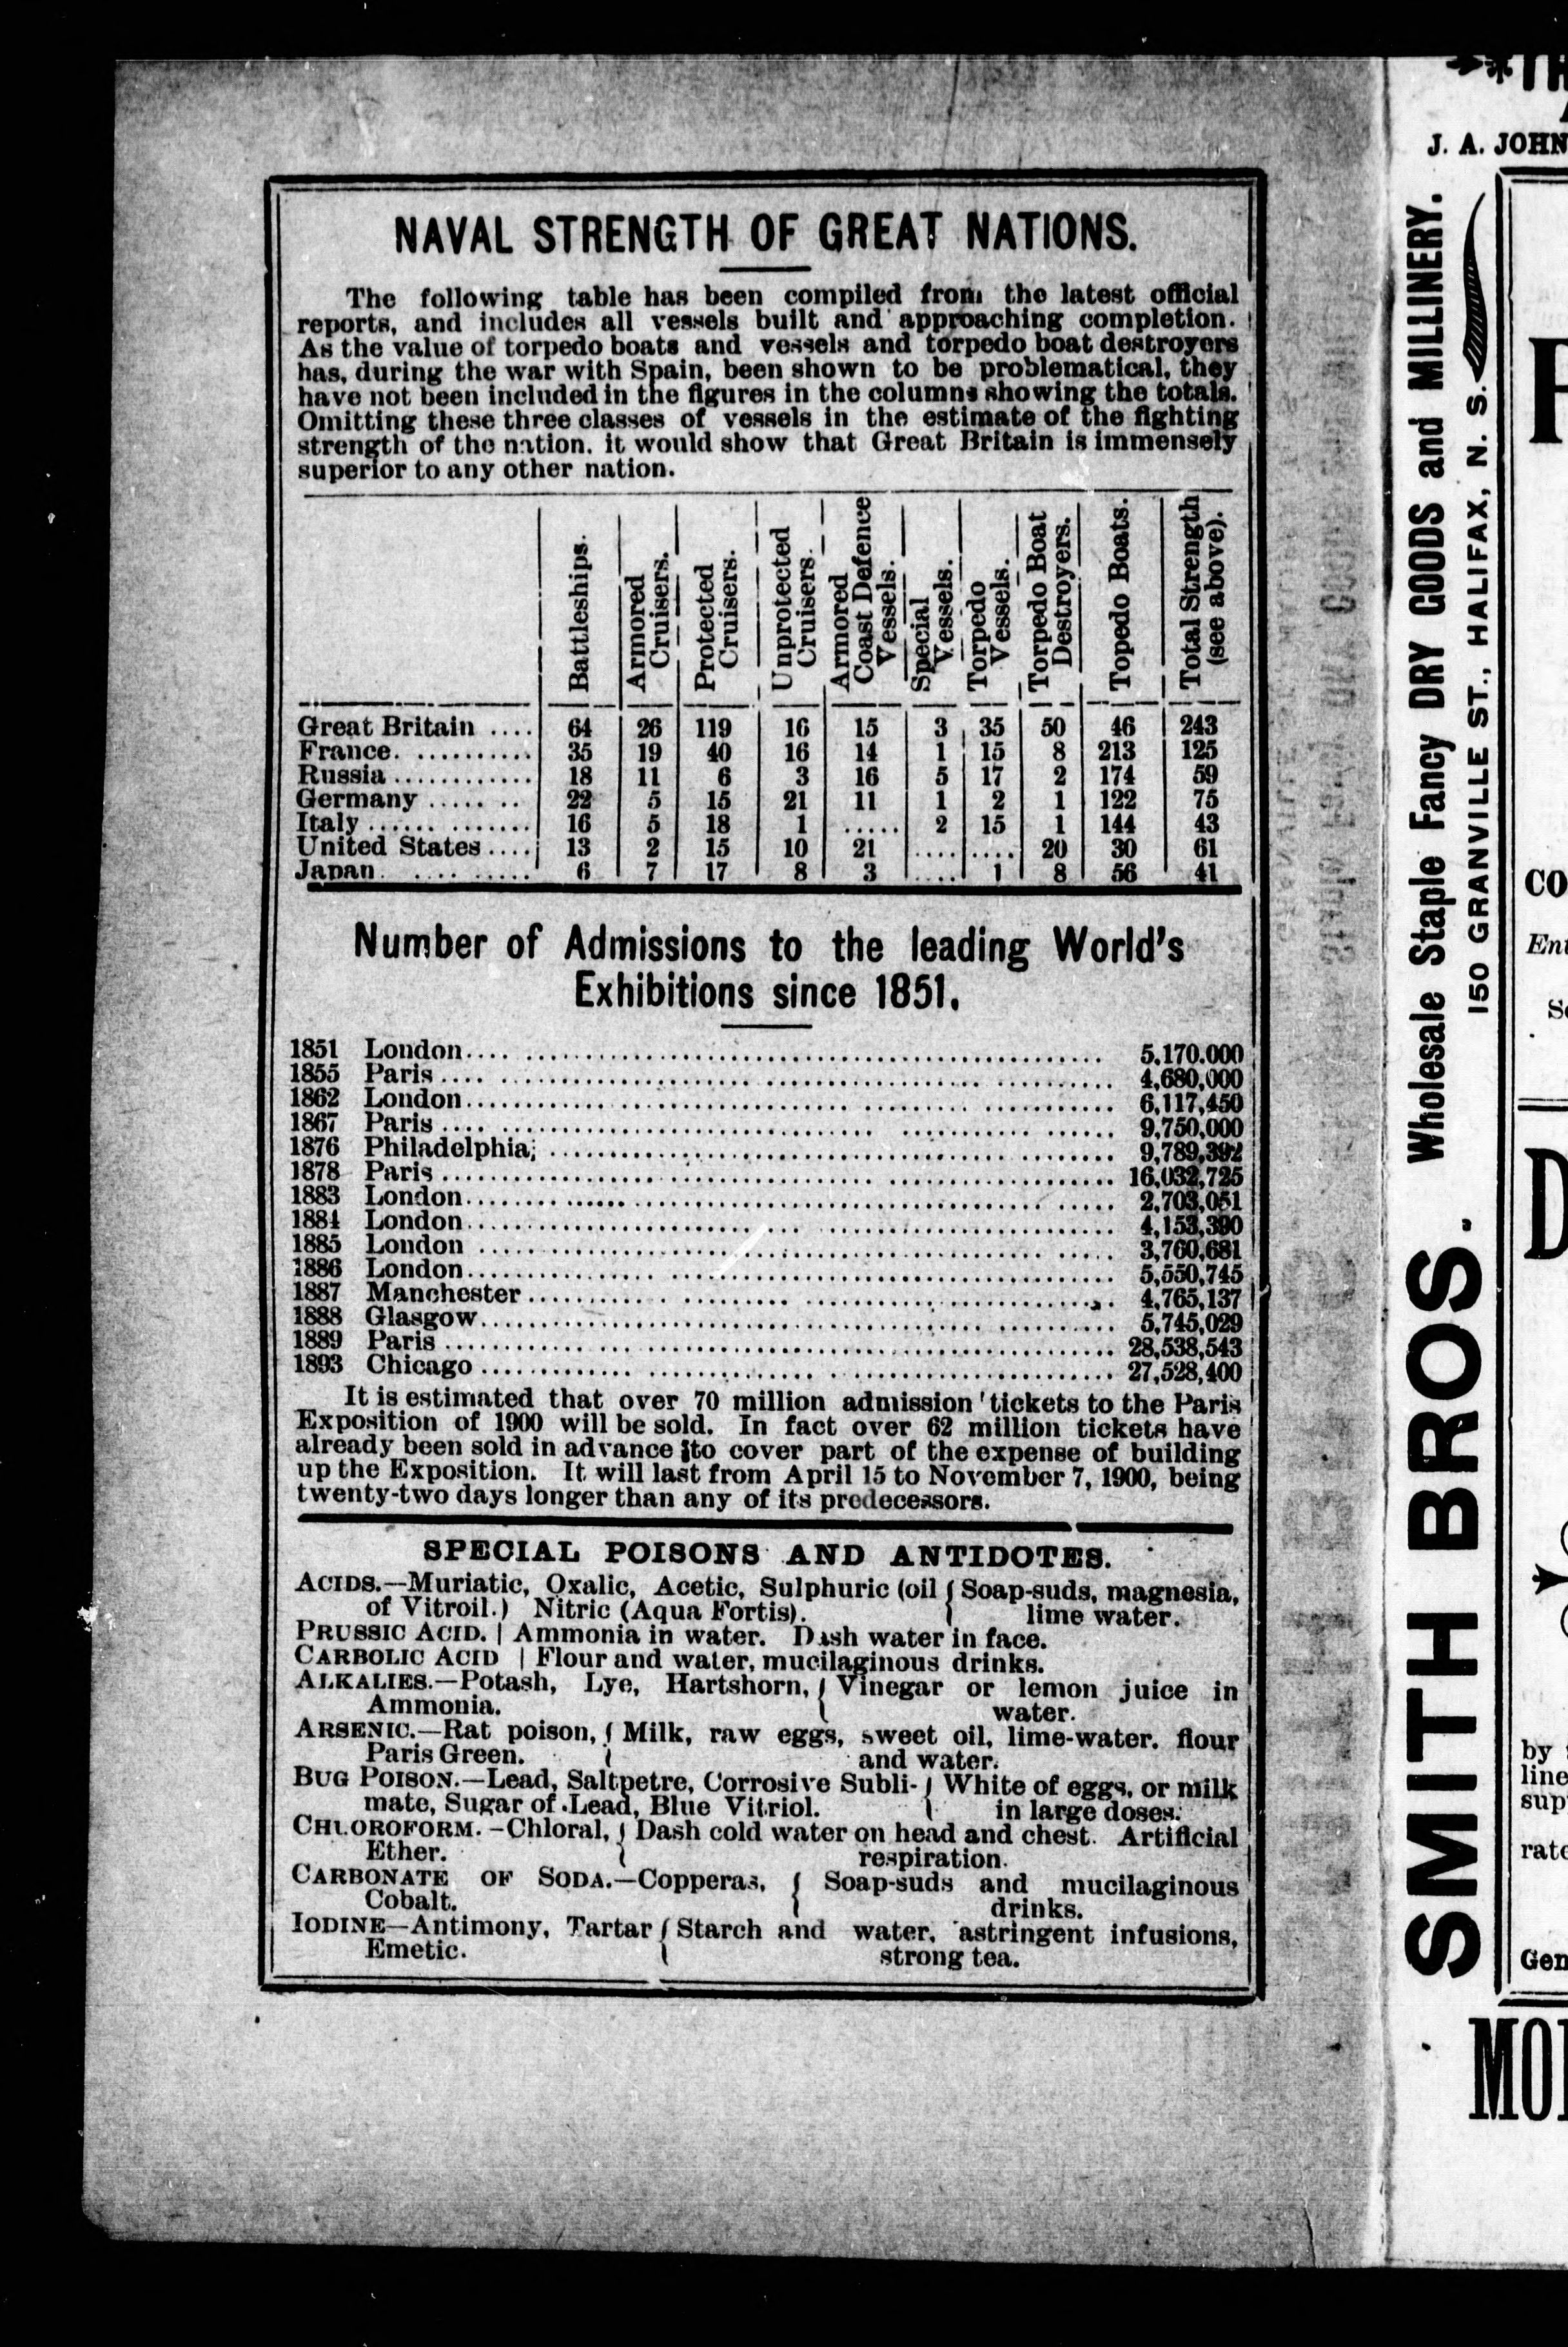 NAVAL STRENGTH OF GREAT NATIONS.
The following table has been compiled from the latest official
reports, and includes all vessels built and approaching completion.
As the value of torpedo boats and vessels and torpedo boat destroyers
has, during the war with Spain, been shown to be problematical, they
have not been included in the figures in the columns showing the totals.
Omitting these three classes of vessels in the estimate of the fighting
strength of the nation. it would show that Great Britain is immensely
superior to any other nation.
Battleships. Armored Cruisers. Protected Cruisers. Unprotected Cruisers. Armored Coast Defence Vessels. Special Vessels. Torpedo Vessels. Torpedo Boat Destroyers. Topedo Boats. Total Strength (see above).
Great Britain .... 64 26 119 16 15 3 35 50 46 243
France............ 35 19 40 16 14 1 15 8 213 125
Russia............ 18 11 6 3 16 5 17 2 174 59
Germany ........ 22 5 15 21 11 1 2 1 122 75
Italy ............. 16 5 18 1 ...... 2 15 1 144 43
United States.... 13 2 15 10 21 .... .... 20 30 61
Japan............ 6 7 17 8 3 .... 1 8 56 41
Number of Admissions to the leading World's
Exhibitions since 1851.
1851 London.... 5.170.000
1855 Paris.... 4,680,000
1862 London.... 6,117,450
1867 Paris.... 9,750,000
1876 Philadelphia; .... 9,789,392
1878 Paris.... 16,032,725
1883 London.... 2,703,051
1884 London.... 4,153,390
1885 London .... 3,760,681
1886 London.... 5,550,745
1887 Manchester.... 4,765,137
1888 Glasgow.... 5,745,029
1889 Paris.... 28,538,543
1893 Chicago.... 27,528,400
It is estimated that over 70 million admission tickets to the Paris
Exposition of 1900 will be sold. In fact over 62 million tickets have
already been sold in advance to cover part of the expense of building
up the Exposition. It will last from April 15 to November 7, 1900, being
twenty-two days longer than any of its predecessors.
SPECIAL POISONS AND ANTIDOTES.
ACIDS.—Muriatic, Oxalic, Acetic, Sulphuric (oil { Soap-suds, magnesia,
of Vitroil.) Nitric (Aqua Fortis). lime water.
PRUSSIC ACID. | Ammonia in water. Dash water in face.
CARBOLIC ACID | Flour and water, mucilaginous drinks.
ALKALIES.—Potash, Lye, Hartshorn, { Vinegar or lemon juice in
Ammonia. water.
ARSENIC.—Rat poison, { Milk, raw eggs, sweet oil, lime-water. flour
Paris Green. and water.
BUG POISON.—Lead, Saltpetre, Corrosive Subli- { White of eggs, or milk
mate, Sugar of Lead, Blue Vitriol. in large doses.
CHLOROFORM.—Chloral, { Dash cold water on head and chest. Artificial
Ether. respiration.
CARBONATE OF SODA.—Copperas, { Soap-suds and mucilaginous
Cobalt. drinks.
IODINE—Antimony, Tartar { Starch and water, astringent infusions,
Emetic. strong tea.
SMITH BROS. Wholesale Staple Fancy DRY GOODS and MILLINERY.
150 GRANVILLE ST., HALIFAX, N. S.
J. A. JOHN
CO
D
by
line
sup
rate
Gen